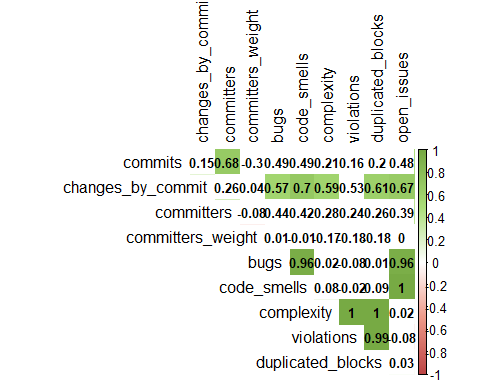 changes_by_commi
committers
committers_weight
bugs
code_smells
complexity
violations
duplicated_blocks
open_issues
commits 0.15 0.68 -0.3 0.49 0.49 0.21 0.16 0.2 0.48
changes_by_commit 0.26 0.04 0.57 0.7 0.59 0.53 0.61 0.67
committers -0.08 0.44 0.42 0.28 0.24 0.26 0.39
committers_weight 0.01 -0.01 -0.17 -0.18 0.18 0
bugs 0.96 0.02 -0.08 0.01 0.96
code_smells 0.08 -0.02 -0.09 1
complexity 1 1 0.02
violations 0.99 -0.08
duplicated_blocks 0.03
1
0.8
0.6
0.4
0.2
0
-0.2
-0.4
-0.6
-0.8
-1